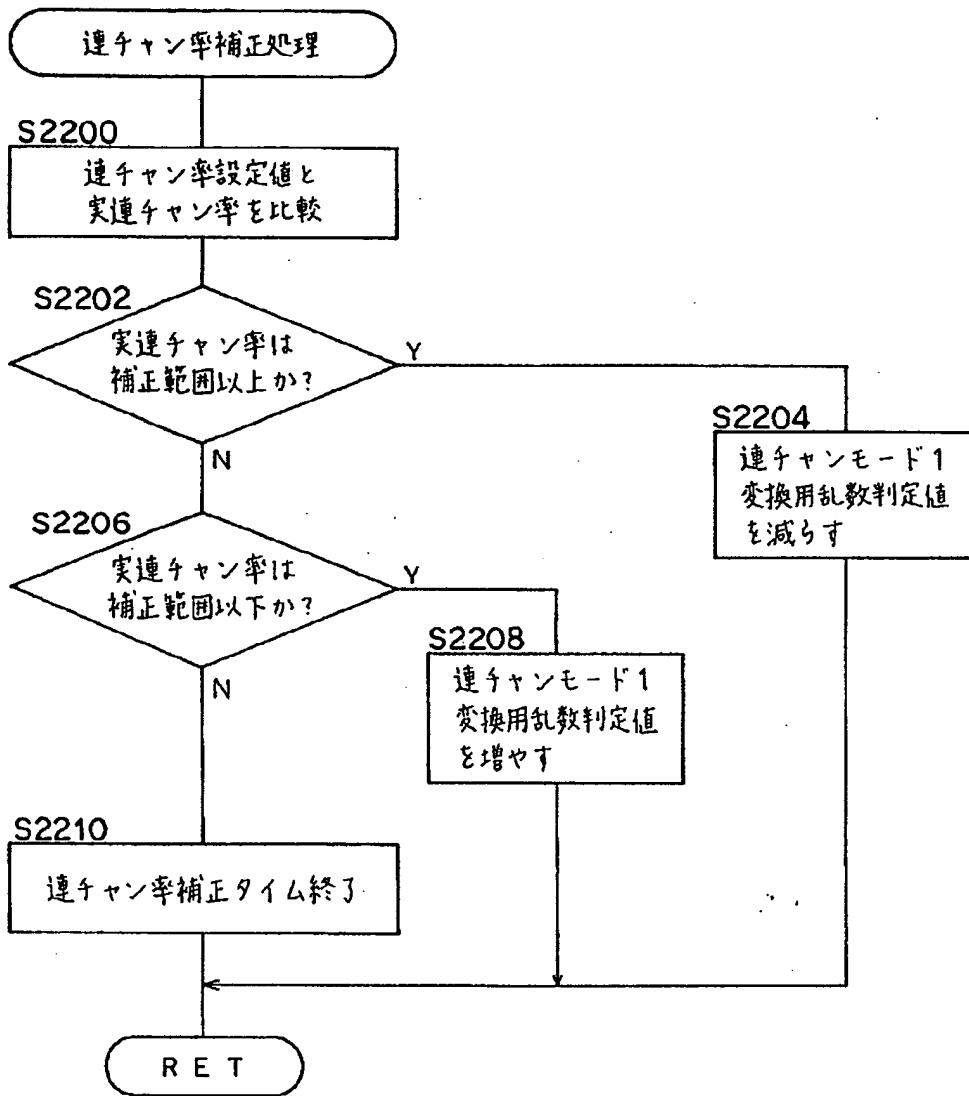 連チャン率補正処理
S2200
連チャン率設定値と
実連チャン率を比較
S2202
実連チャン率は
補正範囲以上か?
Y
N
S2204
連チャンモード1
変換用乱数判定値
を減らす
S2206
実連チャン率は
補正範囲以下か?
Y
N
S2208
連チャンモード1
変換用乱数判定値
を増やす
S2210
連チャン率補正タイム終了
RET